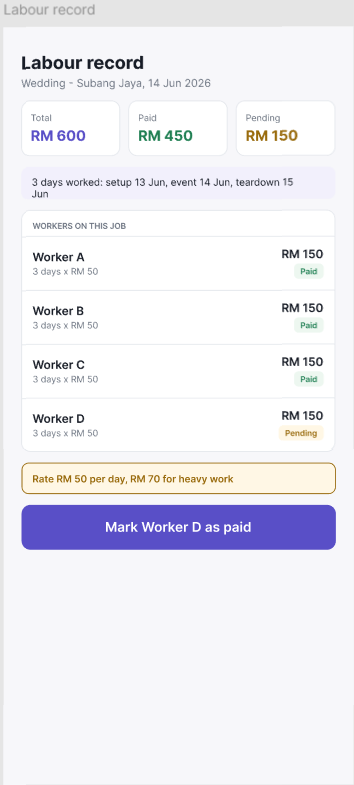 Labour record
Labour record
Wedding - Subang Jaya, 14 Jun 2026
Total
RM 600
Paid
RM 450
Pending
RM 150
3 days worked: setup 13 Jun, event 14 Jun, teardown 15
Jun
WORKERS ON THIS JOB
Worker A
RM 150
3 days x RM 50
Paid
Worker B
RM 150
3 days x RM 50
Paid
Worker C
RM 150
3 days x RM 50
Paid
Worker D
RM 150
3 days x RM 50
Pending
Rate RM 50 per day, RM 70 for heavy work
Mark Worker D as paid